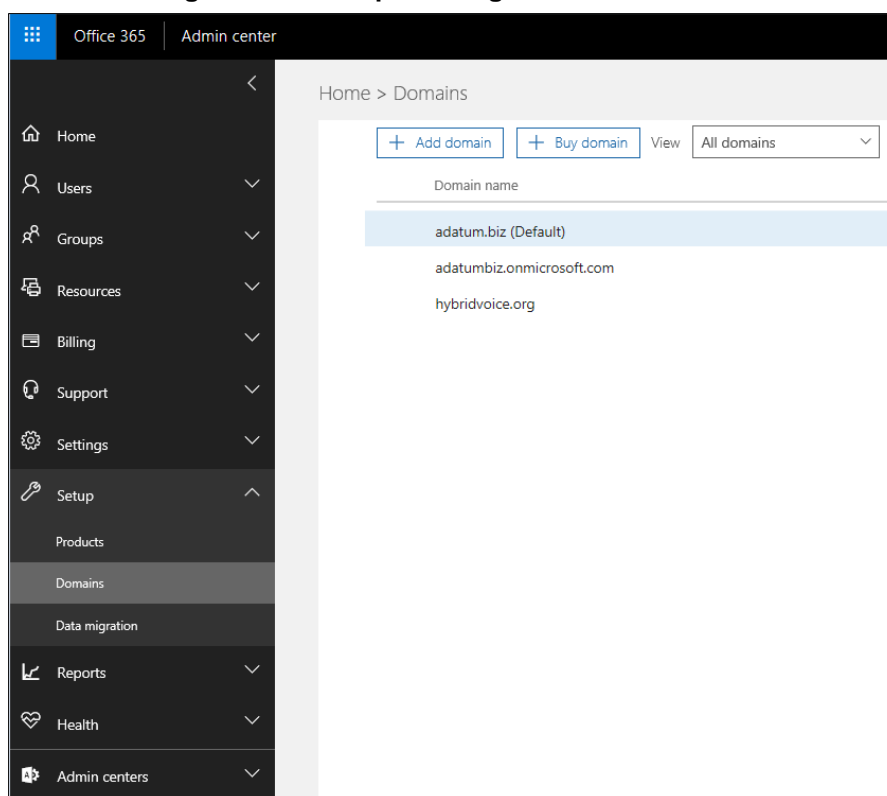 Office 365 Admin center
Home > Domains
Home
Users
Groups
Resources
Billing
Support
Settings
Setup
Products
Domains
Data migration
Reports
Health
Admin centers
+ Add domain + Buy domain View All domains
Domain name
adatum.biz (Default)
adatumbiz.onmicrosoft.com
hybridvoice.org